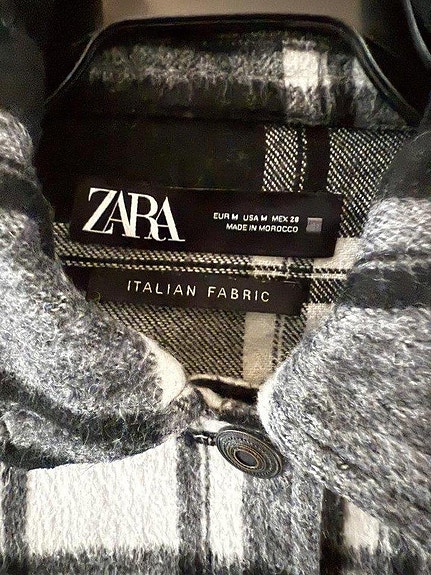 ZARA
EUR M USA M MEX 28
MADE IN MOROCCO
ITALIAN FABRIC